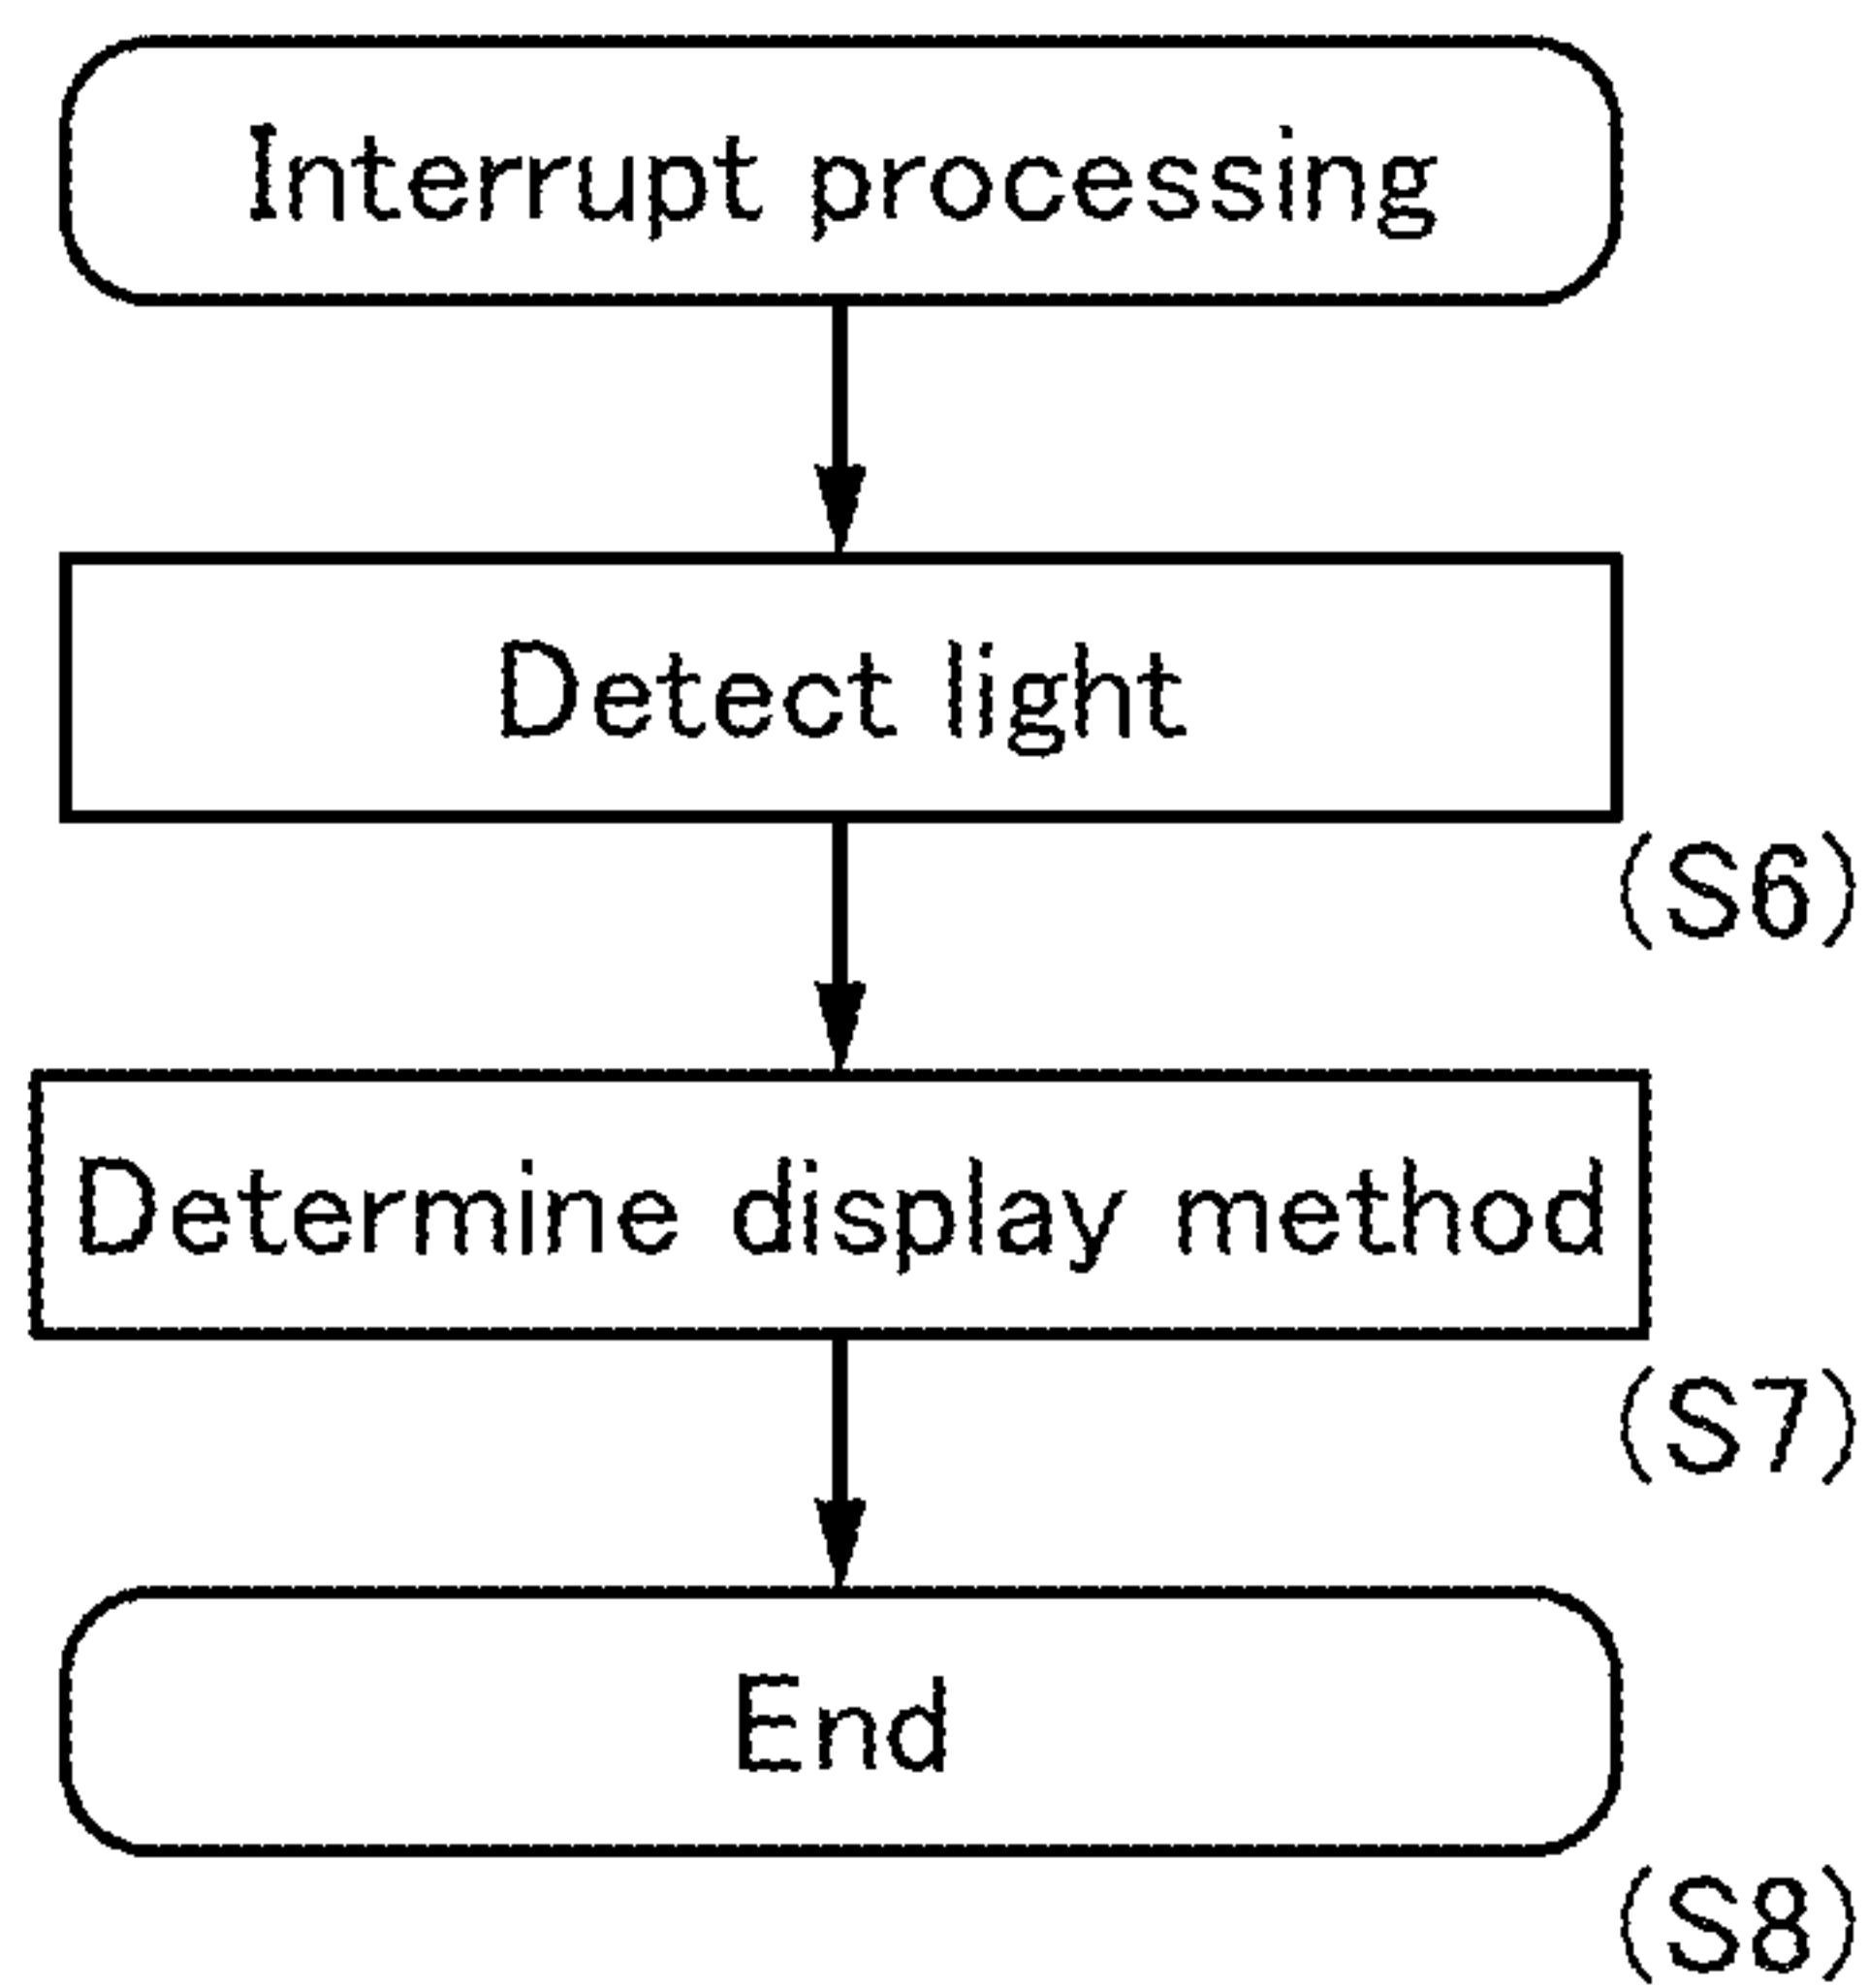 Interrupt processing
Detect light
(S6)
Determine display method
(S7)
End
(S8)